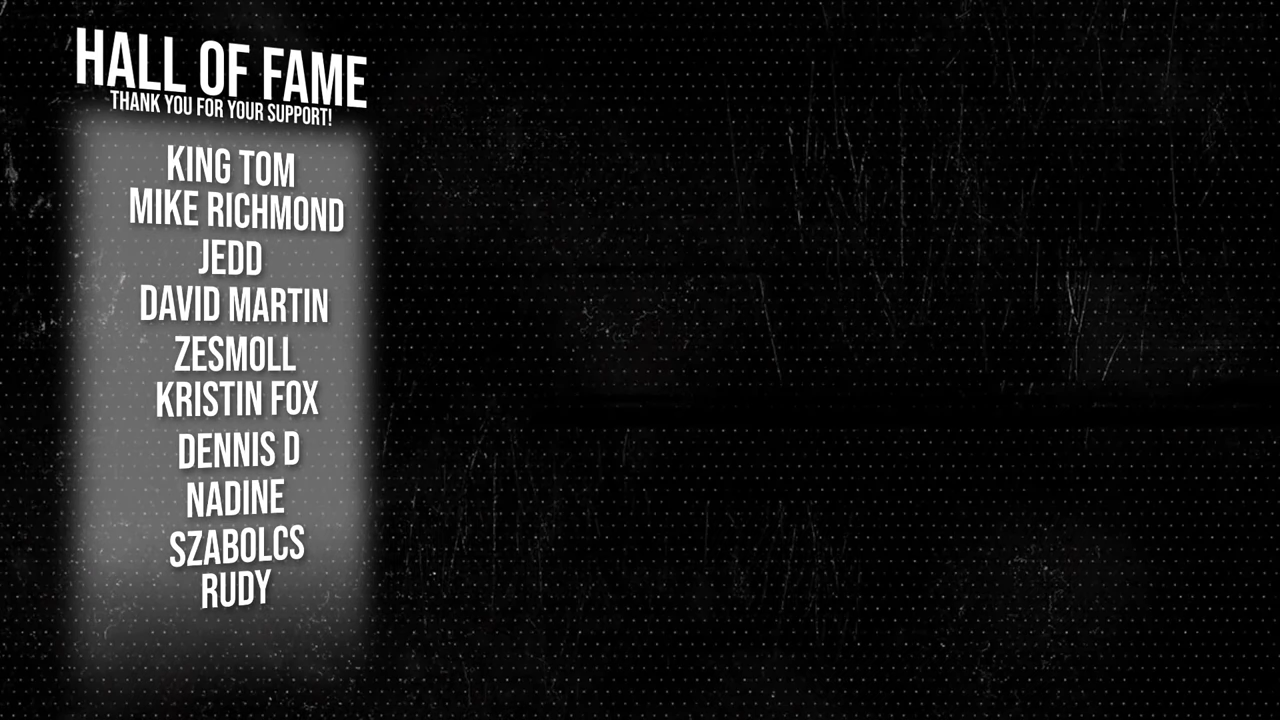 HALL OF FAME
THANK YOU FOR YOUR SUPPORT!
KING TOM
MIKE RICHMOND
JEDD
DAVID MARTIN
ZESMOLL
KRISTIN FOX
DENNIS D
NADINE
SZABOLCS
RUDY